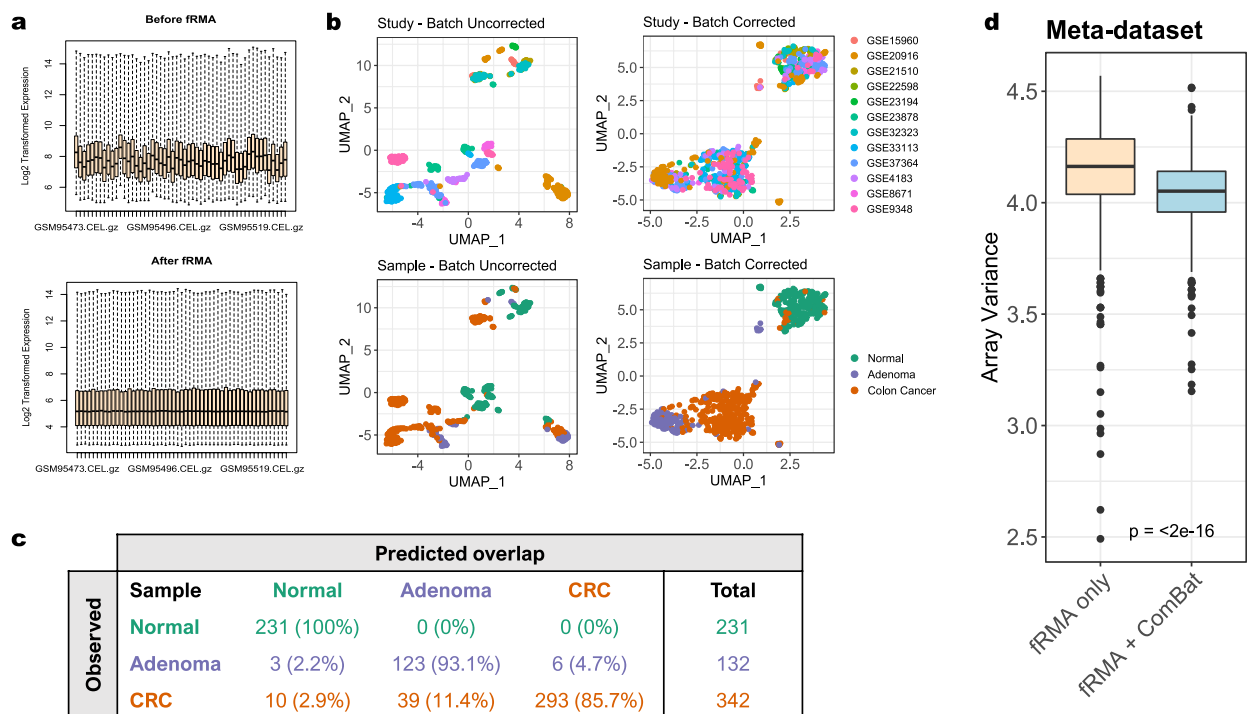 a
Before fRMA
Log2 Transformed Expression
14
12
10
8
6
GSM95473.CEL.gz GSM95496.CEL.gz GSM95519.CEL.gz
After fRMA
Log2 Transformed Expression
14
12
10
8
6
4
GSM95473.CEL.gz GSM95496.CEL.gz GSM95519.CEL.gz
b
Study - Batch Uncorrected
UMAP_2
10
5
0
-5
-4 0 4 8
UMAP_1
Study - Batch Corrected
UMAP_2
5.0
2.5
0.0
-2.5
-5.0
-5.0 -2.5 0.0 2.5
UMAP_1
GSE15960
GSE20916
GSE21510
GSE22598
GSE23194
GSE23878
GSE32323
GSE33113
GSE37364
GSE4183
GSE8671
GSE9348
Sample - Batch Uncorrected
UMAP_2
10
5
0
-5
-4 0 4 8
UMAP_1
Sample - Batch Corrected
UMAP_2
5.0
2.5
0.0
-2.5
-5.0
-5.0 -2.5 0.0 2.5
UMAP_1
Normal
Adenoma
Colon Cancer
c
Predicted overlap
Observed
Sample Normal Adenoma CRC Total
Normal 231 (100%) 0 (0%) 0 (0%) 231
Adenoma 3 (2.2%) 123 (93.1%) 6 (4.7%) 132
CRC 10 (2.9%) 39 (11.4%) 293 (85.7%) 342
d
Meta-dataset
Array Variance
4.5
4.0
3.5
3.0
2.5
p = <2e-16
fRMA only
fRMA + ComBat